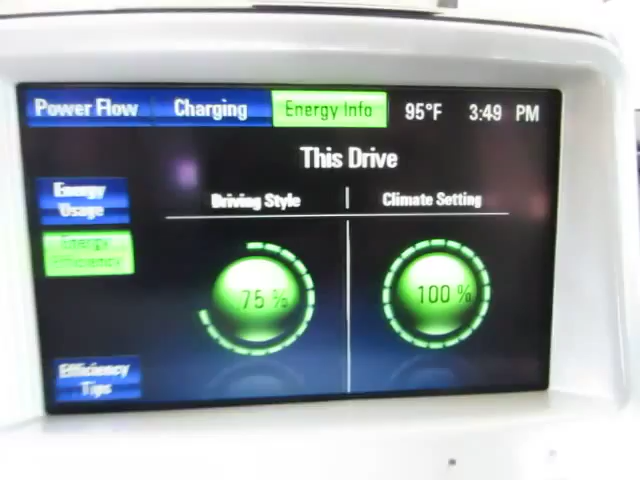 Power Flow Charging Energy Info 95°F 3:49 PM
This Drive
Energy
Usage
Driving Style Climate Setting
Energy
Efficiency
75 % 100 %
Efficiency
Tips